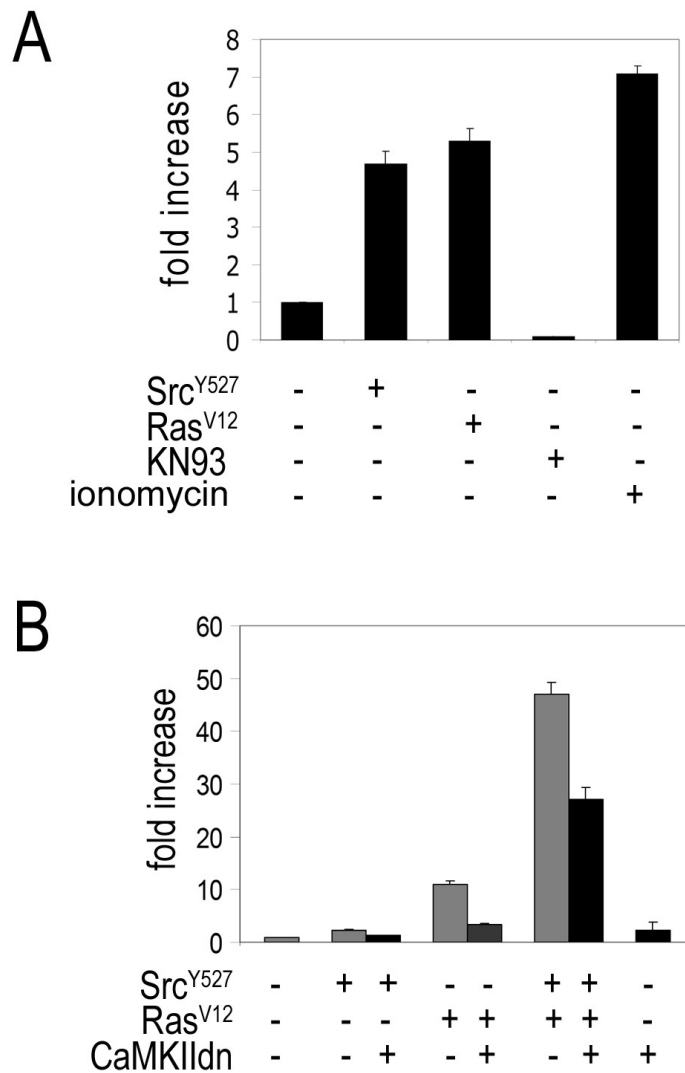 A
fold increase
8
7
6
5
4
3
2
1
0
Src^Y527 - + - - -
Ras^V12 - - + - -
KN93 - - - + -
ionomycin - - - - +
B
fold increase
60
50
40
30
20
10
0
Src^Y527 - + + - - + + -
Ras^V12 - - - + + + + -
CaMKIIdn - - + - + - + +